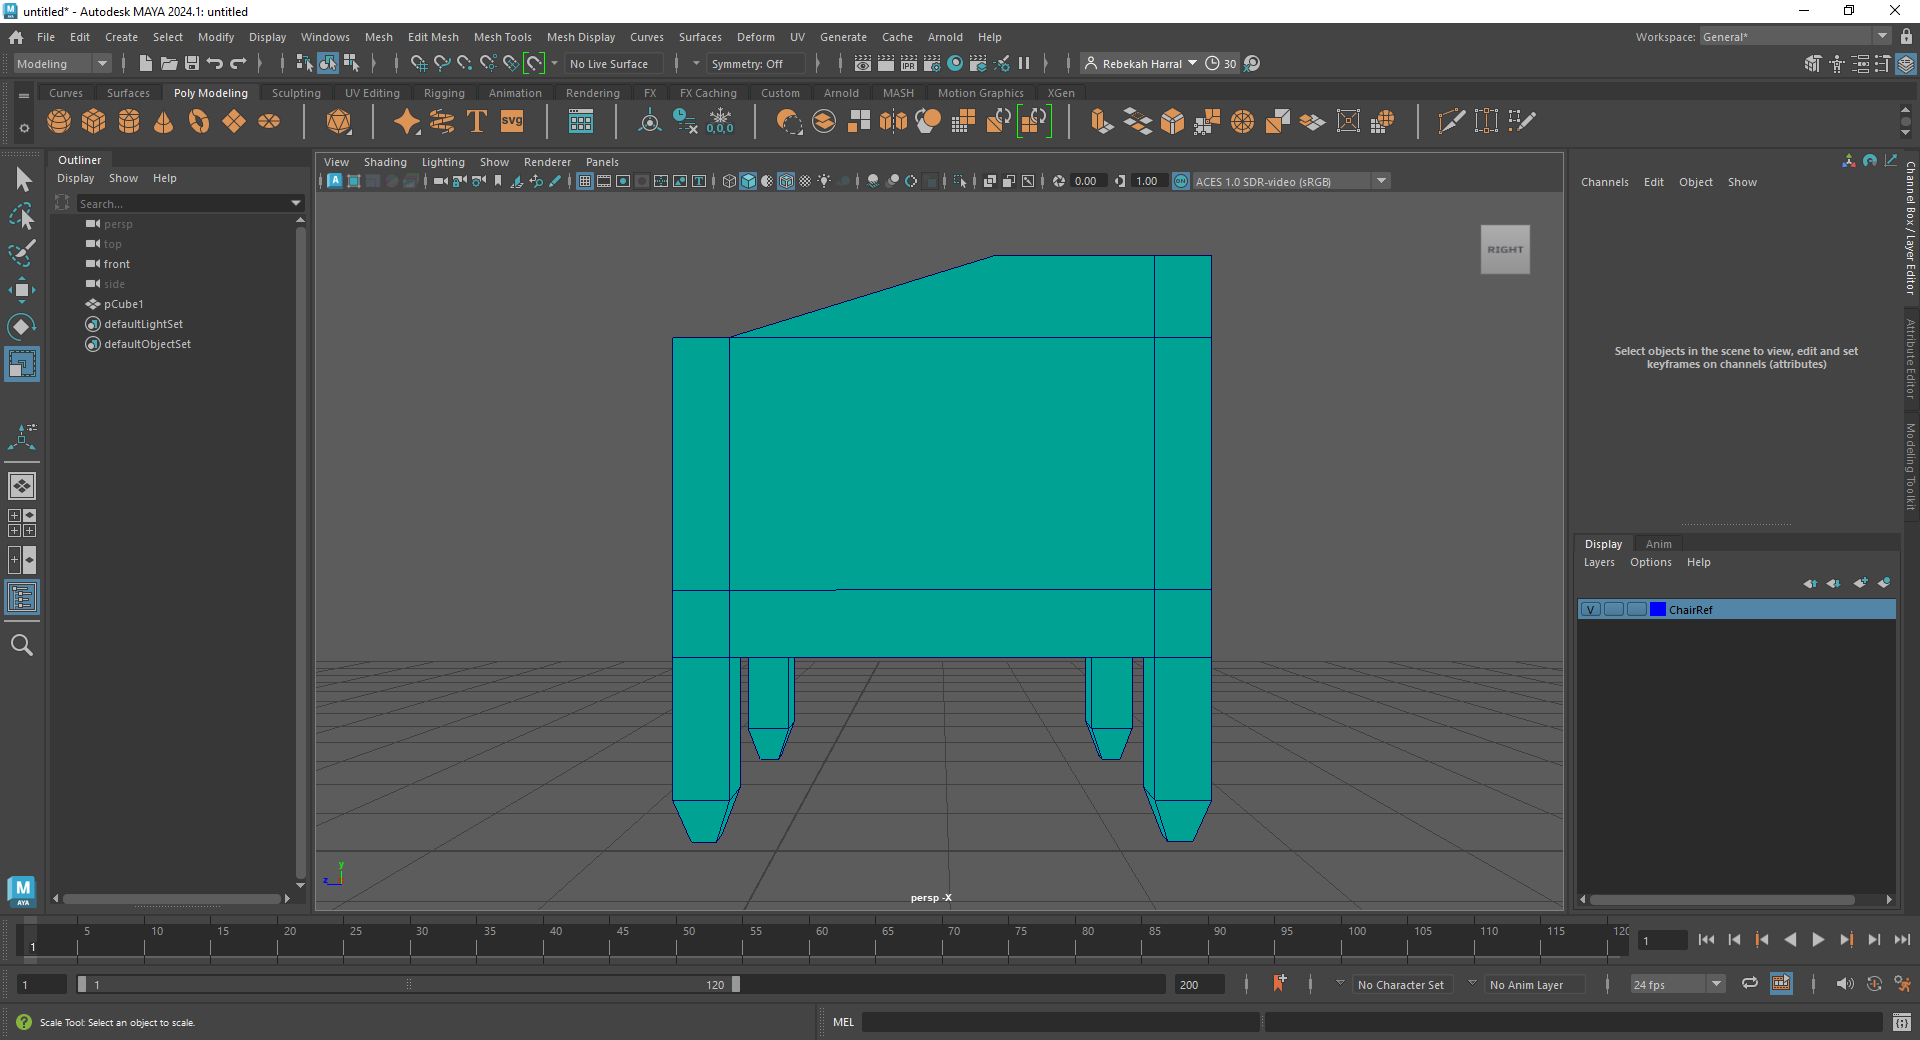 untitled* - Autodesk MAYA 2024.1: untitled
File Edit Create Select Modify Display Windows Mesh Edit Mesh Mesh Tools Mesh Display Curves Surfaces Deform UV Generate Cache Arnold Help Workspace: General*
Modeling No Live Surface Symmetry: Off Rebekah Harral 30
Curves Surfaces Poly Modeling Sculpting UV Editing Rigging Animation Rendering FX FX Caching Custom Arnold MASH Motion Graphics XGen
T SVG 0,0,0
Outliner
Display Show Help
Search...
persp
top
front
side
pCube1
defaultLightSet
defaultObjectSet
View Shading Lighting Show Renderer Panels
0.00 1.00 ACES 1.0 SDR-video (sRGB)
RIGHT
y
z
persp -X
Channels Edit Object Show
Select objects in the scene to view, edit and set
keyframes on channels (attributes)
Channel Box / Layer Editor
Attribute Editor
Modeling Toolkit
Display Anim
Layers Options Help
V ChairRef
M
AYA
5 10 15 20 25 30 35 40 45 50 55 60 65 70 75 80 85 90 95 100 105 110 115 120
1 1
1 1 120 200 No Character Set No Anim Layer 24 fps
Scale Tool: Select an object to scale. MEL